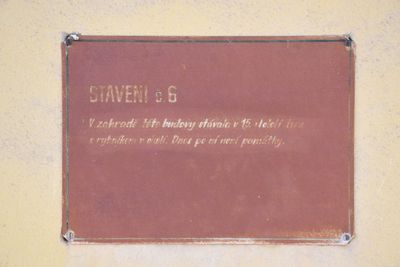 STAVENÍ č. 6
V zahradě této budovy stávala v 15. století tvrz
s rybníkem v okolí. Dnes po ní není památky.